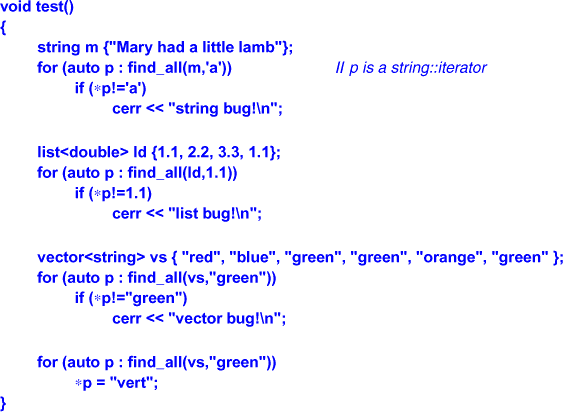 void test()
{
string m {"Mary had a little lamb"};
for (auto p : find_all(m,'a')) // p is a string::iterator
if (*p!='a')
cerr << "string bug!\n";
list<double> ld {1.1, 2.2, 3.3, 1.1};
for (auto p : find_all(ld,1.1))
if (*p!=1.1)
cerr << "list bug!\n";
vector<string> vs { "red", "blue", "green", "green", "orange", "green" };
for (auto p : find_all(vs,"green"))
if (*p!="green")
cerr << "vector bug!\n";
for (auto p : find_all(vs,"green"))
*p = "vert";
}